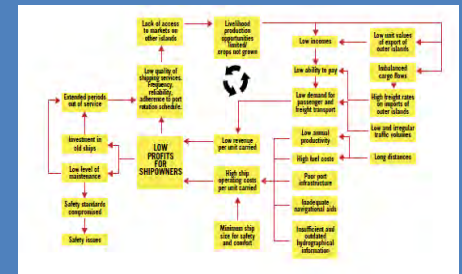 Lack of access
to markets on
other islands
Livelihood
production
opportunities
limited/
crops not grown
Low incomes
Low unit values
of export of
outer islands
Low ability to pay
Imbalanced
cargo flows
Extended periods
out of service
Low quality of
shipping services.
Frequency,
reliability,
adherence to port
rotation schedule.
Low demand for
passenger and
freight transport
High freight rates
on imports of
outer islands
Low and irregular
traffic volumes
Investment in
old ships
LOW
PROFITS
FOR
SHIPOWNERS
Low revenue
per unit carried
Low annual
productivity
High fuel costs
Long distances
Low level of
maintenance
High ship
operating costs
per unit carried
Poor port
infrastructure
Safety standards
compromised
Inadequate
navigational aids
Safety issues
Minimum ship
size for safety
and comfort
Insufficient and
outdated
hydrographical
information